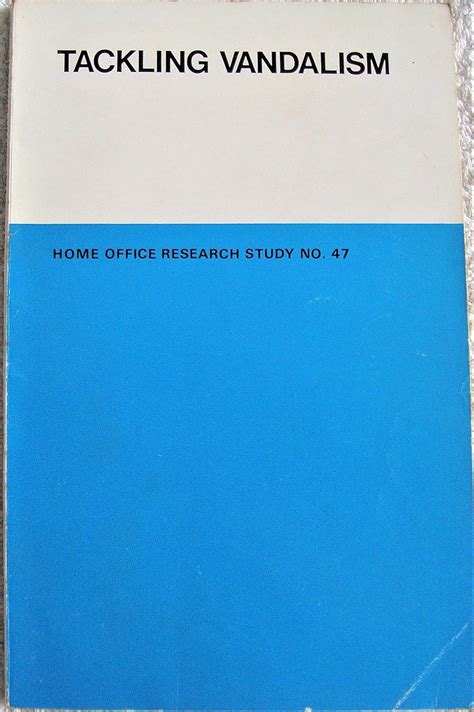 TACKLING VANDALISM
HOME OFFICE RESEARCH STUDY NO. 47